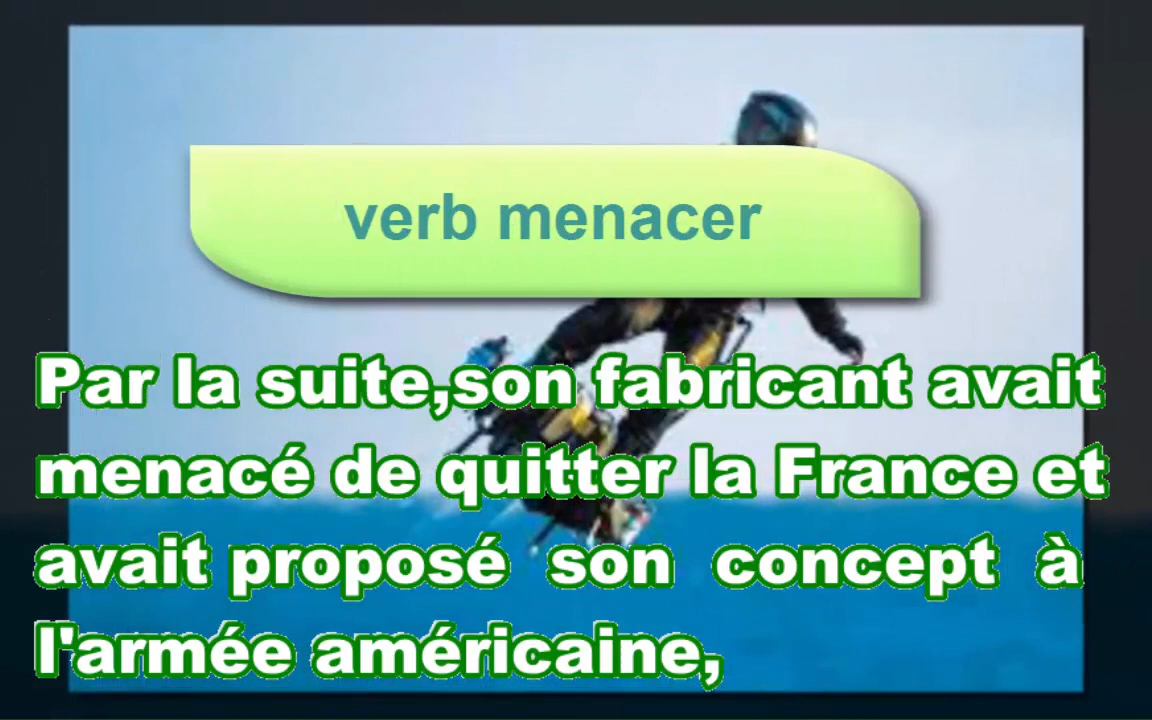 verb menacer
Par la suite,son fabricant avait
menacé de quitter la France et
avait proposé son concept à
l'armée américaine,